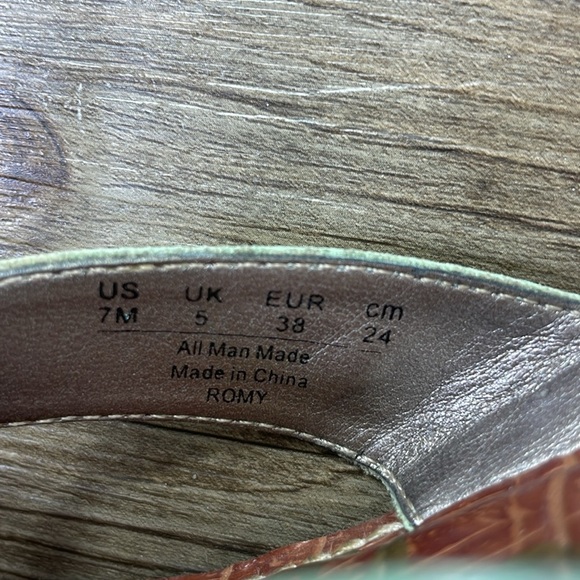 US UK EUR cm
7M 5 38 24
All Man Made
Made in China
ROMY